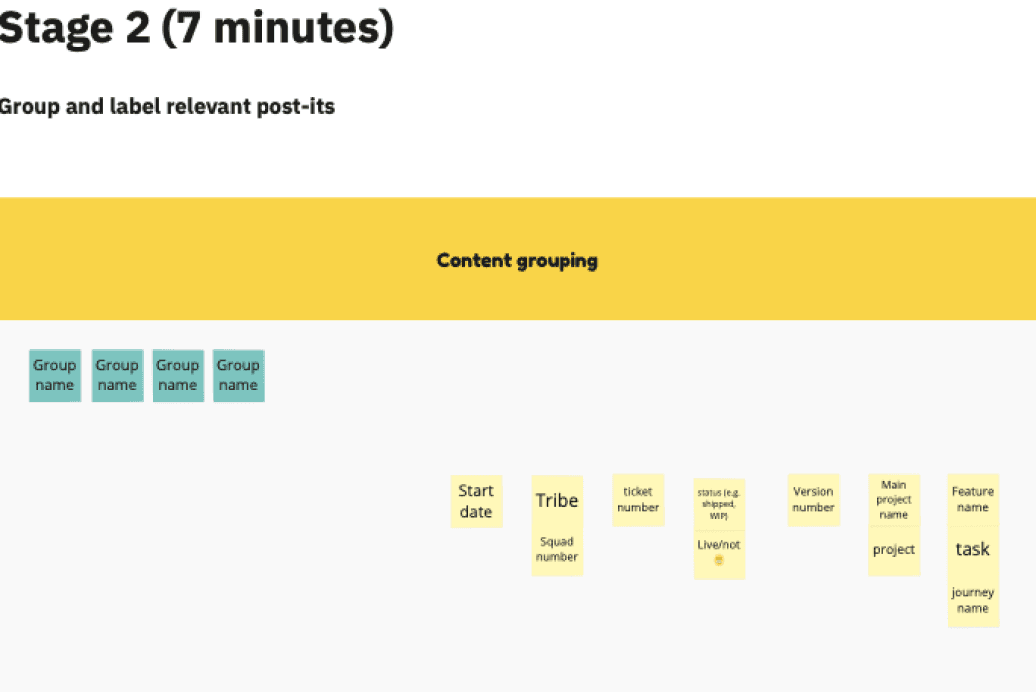 Stage 2 (7 minutes)
Group and label relevant post-its
Content grouping
Group
name
Group
name
Group
name
Group
name
Start
date
Tribe
Squad
number
ticket
number
status (e.g.
shipped,
WIP)
Live/not
Version
number
Main
project
name
project
Feature
name
task
journey
name